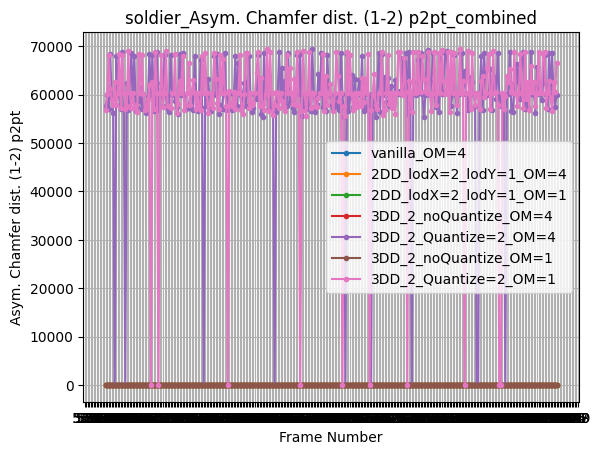 soldier_Asym. Chamfer dist. (1-2) p2pt_combined
70000
60000
50000
40000
30000
20000
10000
0
Asym. Chamfer dist. (1-2) p2pt
vanilla_OM=4
2DD_lodX=2_lodY=1_OM=4
2DD_lodX=2_lodY=1_OM=1
3DD_2_noQuantize_OM=4
3DD_2_Quantize=2_OM=4
3DD_2_noQuantize_OM=1
3DD_2_Quantize=2_OM=1
Frame Number